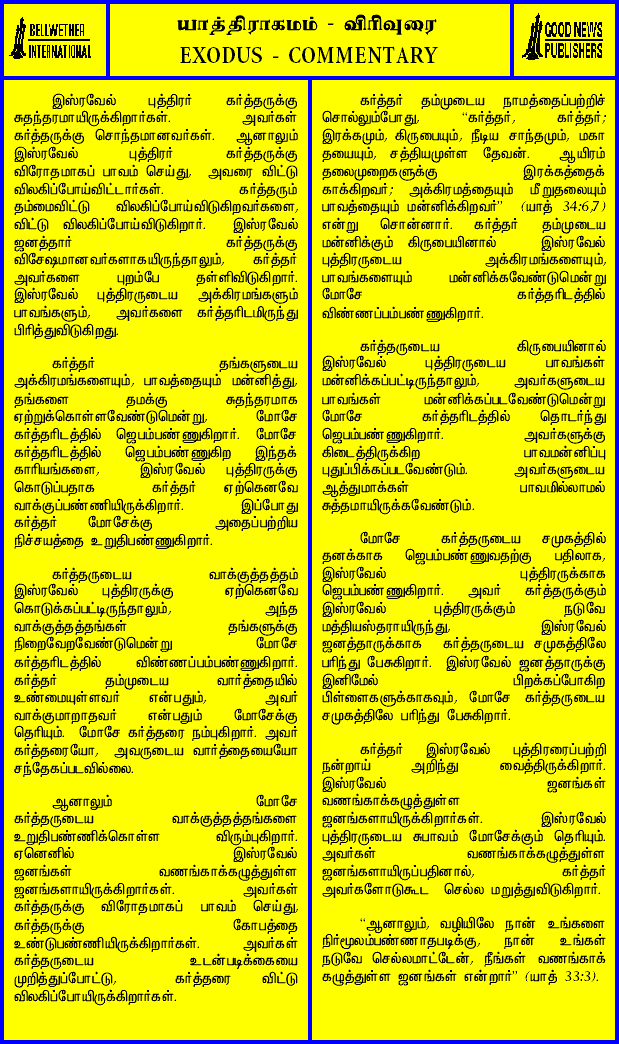 BELLWETHER
INTERNATIONAL
யாத்திராகமம் - விரிவுரை
EXODUS - COMMENTARY
GOOD NEWS
PUBLISHERS
இஸ்ரவேல் புத்திரர் கர்த்தருக்கு
சுதந்தரமாயிருக்கிறார்கள். அவர்கள்
கர்த்தருக்கு சொந்தமானவர்கள். ஆனாலும்
இஸ்ரவேல் புத்திரர் கர்த்தருக்கு
விரோதமாகப் பாவம் செய்து, அவரை விட்டு
விலகிப்போய்விட்டார்கள். கர்த்தரும்
தம்மைவிட்டு விலகிப்போய்விடுகிறவர்களை,
விட்டு விலகிப்போய்விடுகிறார். இஸ்ரவேல்
ஜனத்தார் கர்த்தருக்கு
விசேஷமானவர்களாகயிருந்தாலும், கர்த்தர்
அவர்களை புறம்பே தள்ளிவிடுகிறார்.
இஸ்ரவேல் புத்திரருடைய அக்கிரமங்களும்
பாவங்களும், அவர்களை கர்த்தரிடமிருந்து
பிரித்துவிடுகிறது.
கர்த்தர் தங்களுடைய
அக்கிரமங்களையும், பாவத்தையும் மன்னித்து,
தங்களை தமக்கு சுதந்தரமாக
ஏற்றுக்கொள்ளவேண்டுமென்று, மோசே
கர்த்தரிடத்தில் ஜெபம்பண்ணுகிறார். மோசே
கர்த்தரிடத்தில் ஜெபம்பண்ணுகிற இந்தக்
காரியங்களை, இஸ்ரவேல் புத்திரருக்கு
கொடுப்பதாக கர்த்தர் ஏற்கெனவே
வாக்குப்பண்ணியிருக்கிறார். இப்போது
கர்த்தர் மோசேக்கு அதைப்பற்றிய
நிச்சயத்தை உறுதிபண்ணுகிறார்.
கர்த்தருடைய வாக்குத்தத்தம்
இஸ்ரவேல் புத்திரருக்கு ஏற்கெனவே
கொடுக்கப்பட்டிருந்தாலும், அந்த
வாக்குத்தத்தங்கள் தங்களுக்கு
நிறைவேறவேண்டுமென்று மோசே
கர்த்தரிடத்தில் விண்ணப்பம்பண்ணுகிறார்.
கர்த்தர் தம்முடைய வார்த்தையில்
உண்மையுள்ளவர் என்பதும், அவர்
வாக்குமாறாதவர் என்பதும் மோசேக்கு
தெரியும். மோசே கர்த்தரை நம்புகிறார். அவர்
கர்த்தரையோ, அவருடைய வார்த்தையையோ
சந்தேகப்படவில்லை.
ஆனாலும் மோசே
கர்த்தருடைய வாக்குத்தத்தங்களை
உறுதிபண்ணிக்கொள்ள விரும்புகிறார்.
ஏனெனில் இஸ்ரவேல்
ஜனங்கள் வணங்காக்கழுத்துள்ள
ஜனங்களாயிருக்கிறார்கள். அவர்கள்
கர்த்தருக்கு விரோதமாகப் பாவம் செய்து,
கர்த்தருக்கு கோபத்தை
உண்டுபண்ணியிருக்கிறார்கள். அவர்கள்
கர்த்தருடைய உடன்படிக்கையை
முறித்துப்போட்டு, கர்த்தரை விட்டு
விலகிப்போயிருக்கிறார்கள்.
கர்த்தர் தம்முடைய நாமத்தைப்பற்றிச்
சொல்லும்போது, “கர்த்தர், கர்த்தர்;
இரக்கமும், கிருபையும், நீடிய சாந்தமும், மகா
தயையும், சத்தியமுள்ள தேவன். ஆயிரம்
தலைமுறைகளுக்கு இரக்கத்தைக்
காக்கிறவர்; அக்கிரமத்தையும் மீறுதலையும்
பாவத்தையும் மன்னிக்கிறவர்” (யாத் 34:6,7)
என்று சொன்னார். கர்த்தர் தம்முடைய
மன்னிக்கும் கிருபையினால் இஸ்ரவேல்
புத்திரருடைய அக்கிரமங்களையும்,
பாவங்களையும் மன்னிக்கவேண்டுமென்று
மோசே கர்த்தரிடத்தில்
விண்ணப்பம்பண்ணுகிறார்.
கர்த்தருடைய கிருபையினால்
இஸ்ரவேல் புத்திரருடைய பாவங்கள்
மன்னிக்கப்பட்டிருந்தாலும், அவர்களுடைய
பாவங்கள் மன்னிக்கப்படவேண்டுமென்று
மோசே கர்த்தரிடத்தில் தொடர்ந்து
ஜெபம்பண்ணுகிறார். அவர்களுக்கு
கிடைத்திருக்கிற பாவமன்னிப்பு
புதுப்பிக்கப்படவேண்டும். அவர்களுடைய
ஆத்துமாக்கள் பாவமில்லாமல்
சுத்தமாயிருக்கவேண்டும்.
மோசே கர்த்தருடைய சமுகத்தில்
தனக்காக ஜெபம்பண்ணுவதற்கு பதிலாக,
இஸ்ரவேல் புத்திரருக்காக
ஜெபம்பண்ணுகிறார். அவர் கர்த்தருக்கும்
இஸ்ரவேல் புத்திரருக்கும் நடுவே
மத்தியஸ்தராயிருந்து, இஸ்ரவேல்
ஜனத்தாருக்காக கர்த்தருடைய சமுகத்திலே
பரிந்து பேசுகிறார். இஸ்ரவேல் ஜனத்தாருக்கு
இனிமேல் பிறக்கப்போகிற
பிள்ளைகளுக்காகவும், மோசே கர்த்தருடைய
சமுகத்திலே பரிந்து பேசுகிறார்.
கர்த்தர் இஸ்ரவேல் புத்திரரைப்பற்றி
நன்றாய் அறிந்து வைத்திருக்கிறார்.
இஸ்ரவேல் ஜனங்கள்
வணங்காக்கழுத்துள்ள
ஜனங்களாயிருக்கிறார்கள். இஸ்ரவேல்
புத்திரருடைய சுபாவம் மோசேக்கும் தெரியும்.
அவர்கள் வணங்காக்கழுத்துள்ள
ஜனங்களாயிருப்பதினால், கர்த்தர்
அவர்களோடுகூட செல்ல மறுத்துவிடுகிறார்.
“ஆனாலும், வழியிலே நான் உங்களை
நிர்மூலம்பண்ணாதபடிக்கு, நான் உங்கள்
நடுவே செல்லமாட்டேன், நீங்கள் வணங்காக்
கழுத்துள்ள ஜனங்கள் என்றார்” (யாத் 33:3).